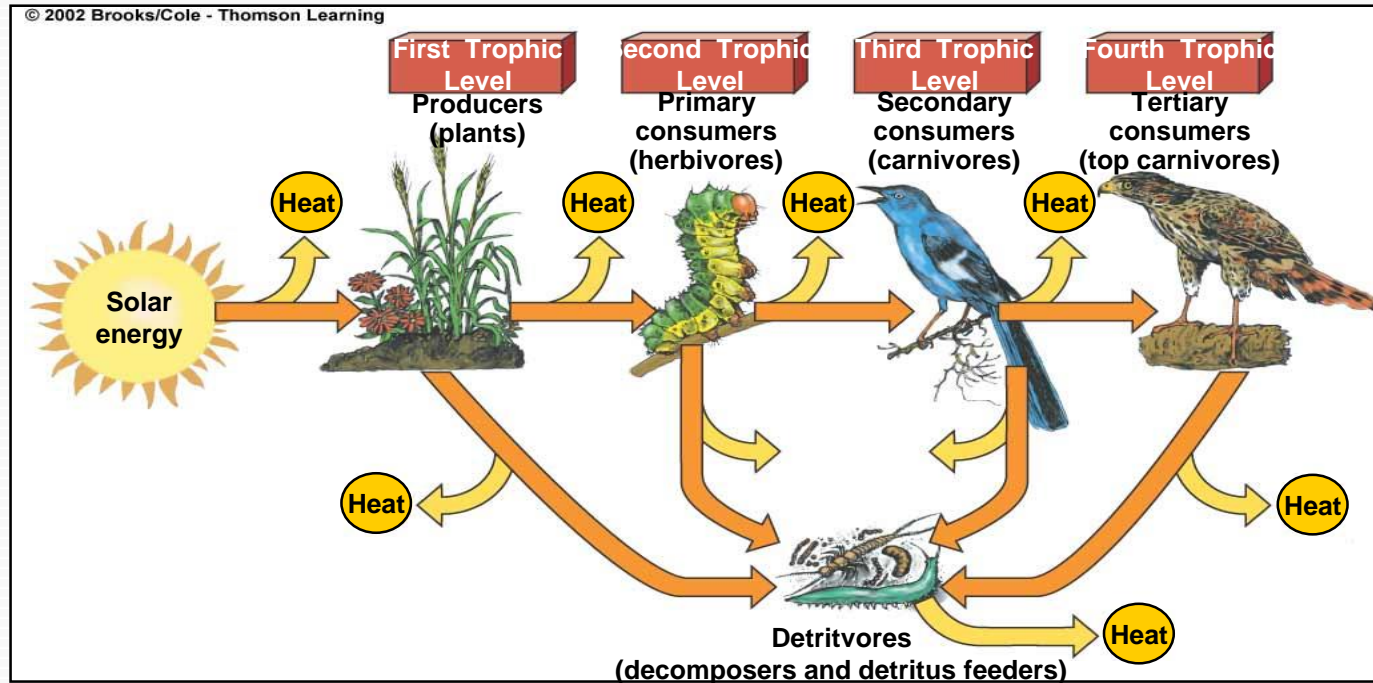 © 2002 Brooks/Cole - Thomson Learning
First Trophic
Level
Producers
(plants)
econd Trophic
Level
Primary
consumers
(herbivores)
Third Trophic
Level
Secondary
consumers
(carnivores)
Fourth Trophic
Level
Tertiary
consumers
(top carnivores)
Heat
Heat
Heat
Heat
Solar
energy
Heat
Heat
Heat
Detritvores
(decomposers and detritus feeders)